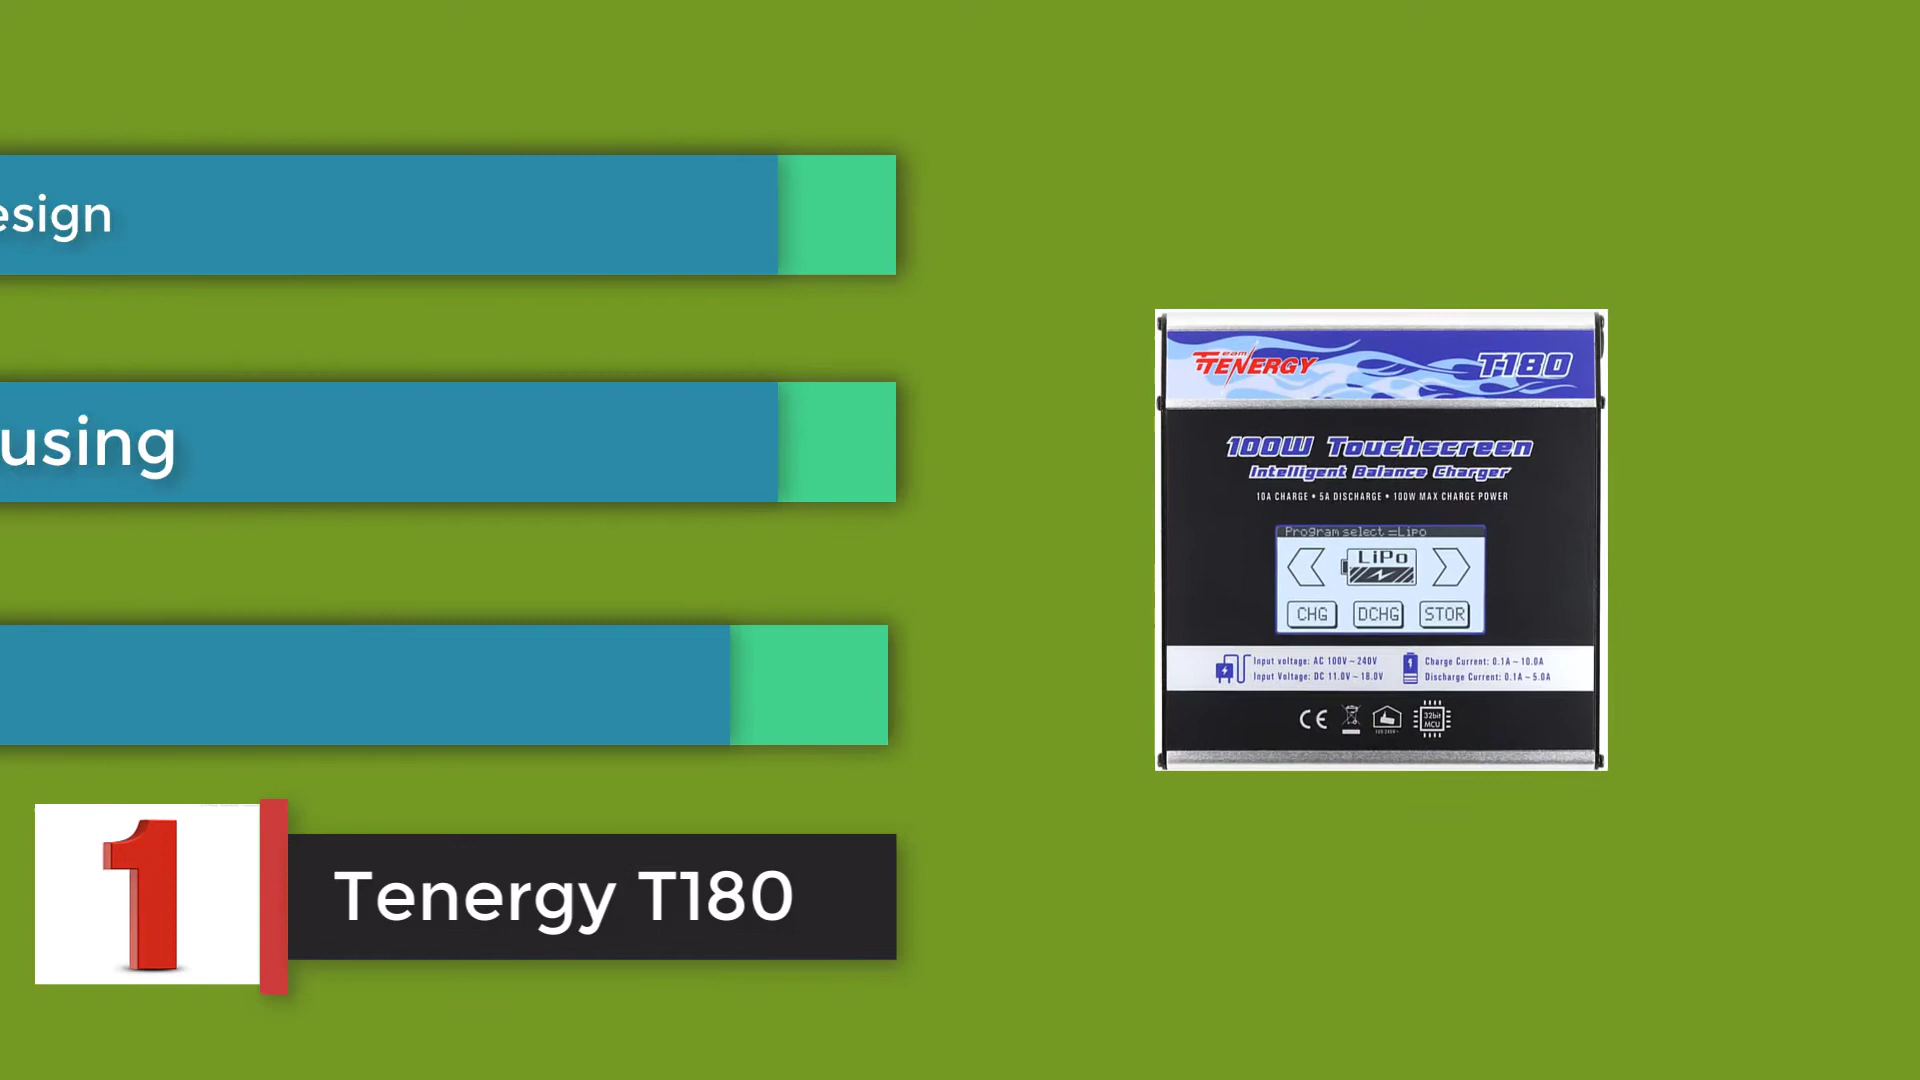 esign
using
1
Tenergy T180
Team
TENERGY
T-180
100W Touchscreen
Intelligent Balance Charger
10A CHARGE • 5A DISCHARGE • 100W MAX CHARGE POWER
Program select =Lipo
LiPo
CHG DCHG STOR
Input voltage: AC 100V ~ 240V
Input Voltage: DC 11.0V ~ 18.0V
Charge Current: 0.1A ~ 10.0A
Discharge Current: 0.1A ~ 5.0A
CE
32bit
MCU